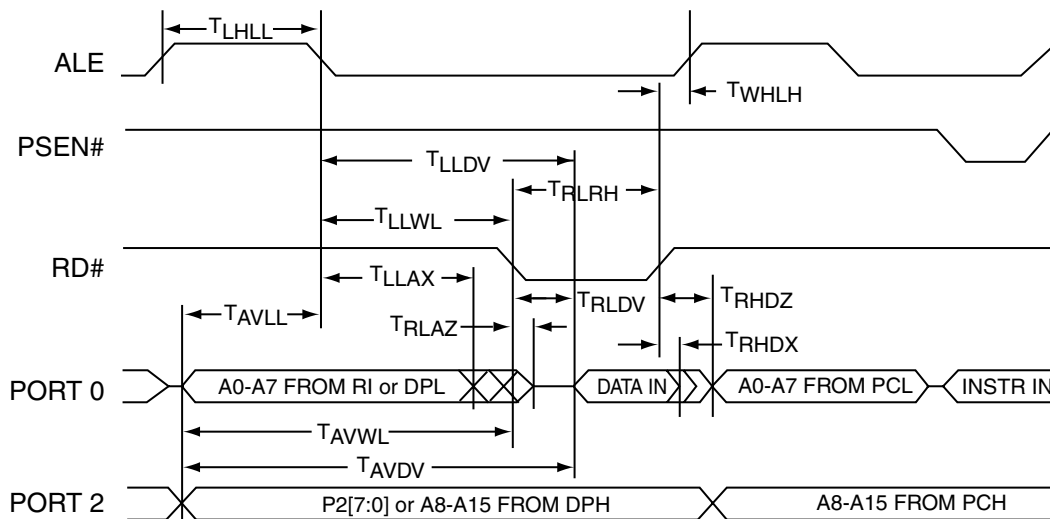 TLHLL
ALE
TWHLH
PSEN#
TLLDV
TRLRH
TLLWL
RD#
TLLAX
TRLDV
TRHDZ
TAVLL
TRLAZ
TRHDX
PORT 0
A0-A7 FROM RI or DPL
DATA IN
A0-A7 FROM PCL
INSTR IN
TAVWL
TAVDV
PORT 2
P2[7:0] or A8-A15 FROM DPH
A8-A15 FROM PCH